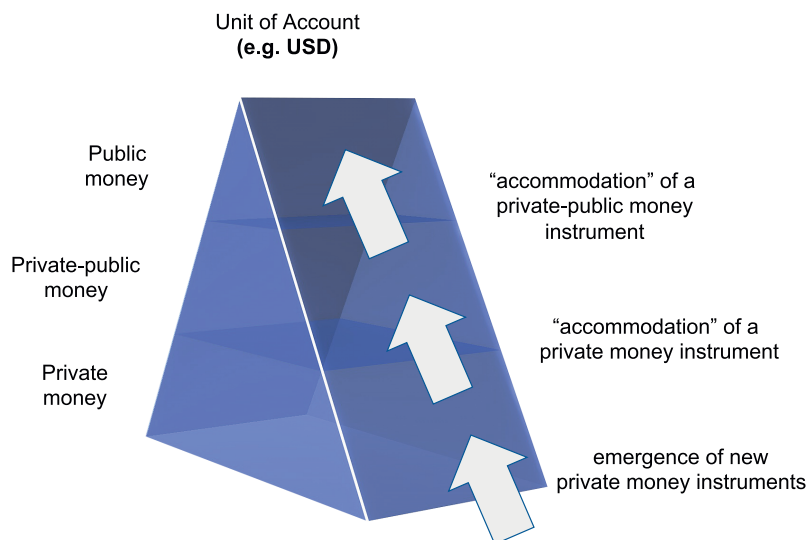 Unit of Account
(e.g. USD)
Public
money
“accommodation” of a
private-public money
instrument
Private-public
money
“accommodation” of a
private money instrument
Private
money
emergence of new
private money instruments